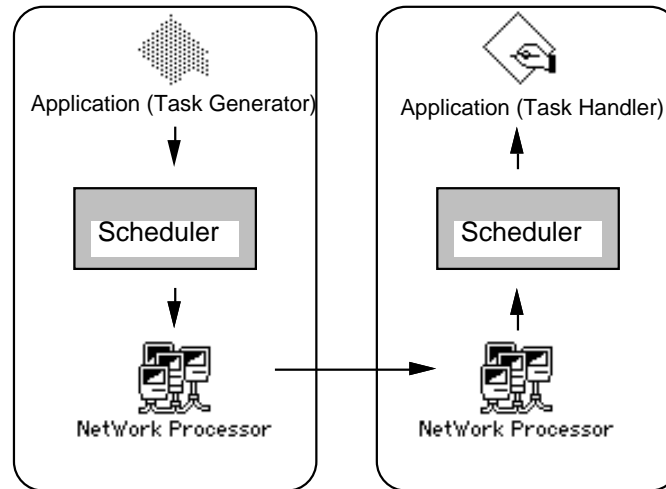 Application (Task Generator)
Scheduler
NetWork Processor
Application (Task Handler)
Scheduler
NetWork Processor